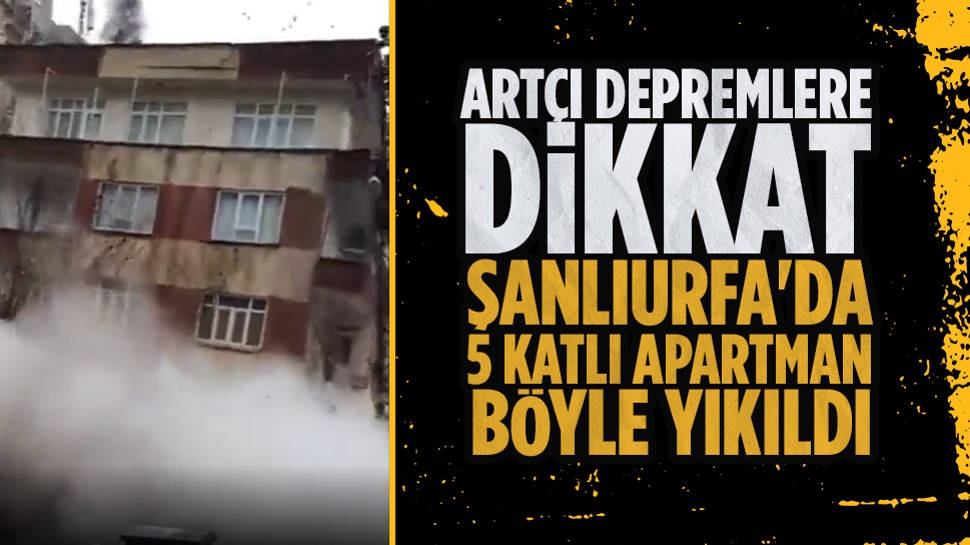 ARTÇI DEPREMLERE
DİKKAT
ŞANLIURFA'DA
5 KATLI APARTMAN
BÖYLE YIKILDI